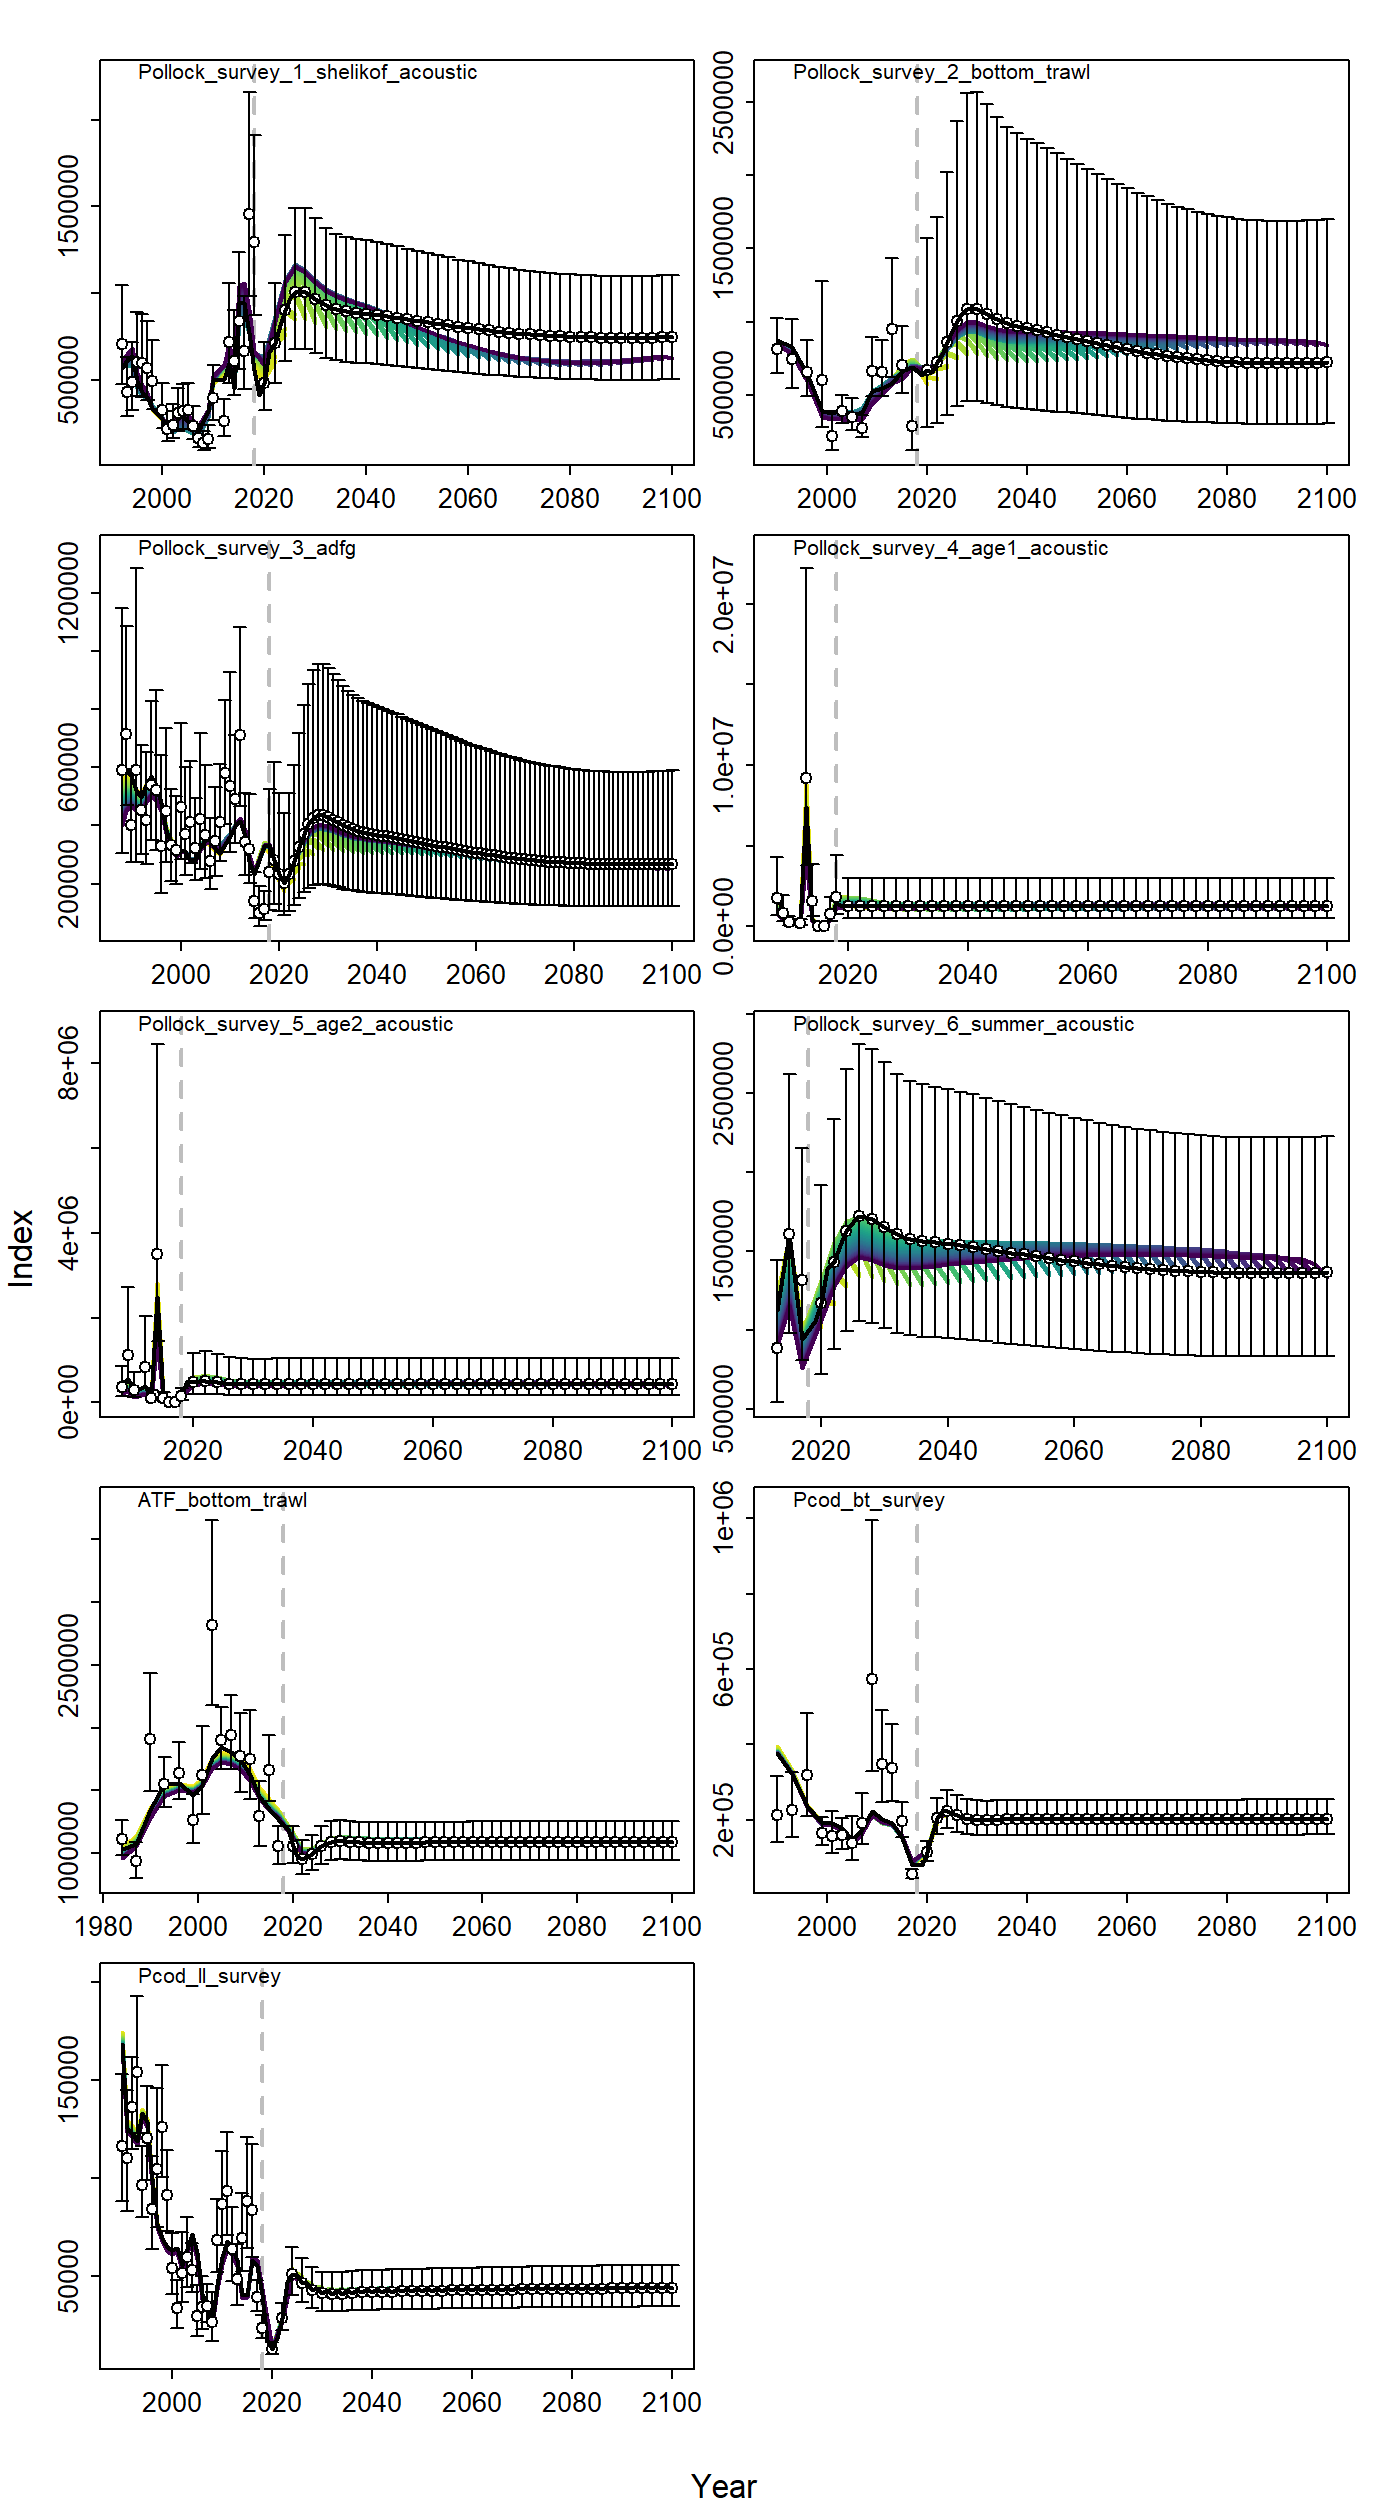 Pollock_survey_1_shelikof_acoustic
500000 1500000
2000 2020 2040 2060 2080 2100
Pollock_survey_2_bottom_trawl
500000 1500000 2500000
2000 2020 2040 2060 2080 2100
Pollock_survey_3_adfg
200000 600000 1200000
2000 2020 2040 2060 2080 2100
Pollock_survey_4_age1_acoustic
0.0e+00 1.0e+07 2.0e+07
2020 2040 2060 2080 2100
Pollock_survey_5_age2_acoustic
0e+00 4e+06 8e+06
2020 2040 2060 2080 2100
Pollock_survey_6_summer_acoustic
500000 1500000 2500000
2020 2040 2060 2080 2100
Index
ATF_bottom_trawl
1000000 2500000
1980 2000 2020 2040 2060 2080 2100
Pcod_bt_survey
2e+05 6e+05 1e+06
2000 2020 2040 2060 2080 2100
Pcod_ll_survey
50000 150000
2000 2020 2040 2060 2080 2100
Year